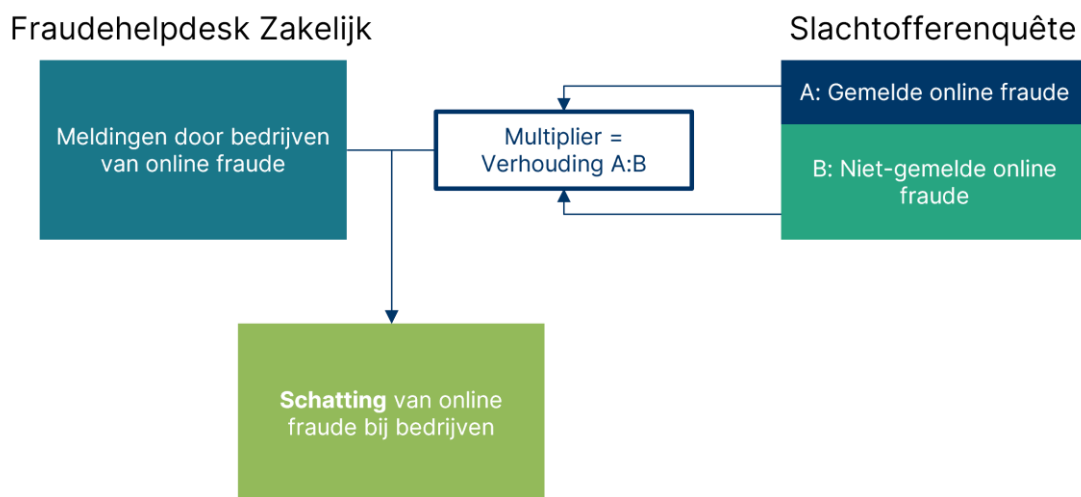 Fraudehelpdesk Zakelijk
Slachtofferenquête
Meldingen door bedrijven
van online fraude
Multiplier =
Verhouding A:B
A: Gemelde online fraude
B: Niet-gemelde online
fraude
Schatting van online
fraude bij bedrijven